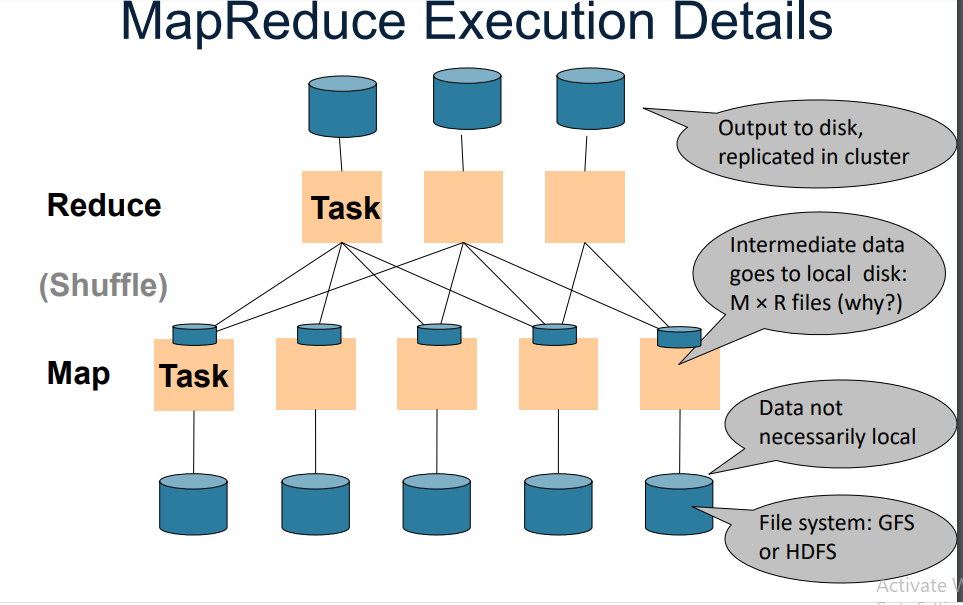 MapReduce Execution Details
Output to disk,
replicated in cluster
Reduce
Task
Intermediate data
goes to local disk:
M × R files (why?)
(Shuffle)
Map
Task
Data not
necessarily local
File system: GFS
or HDFS
Activate